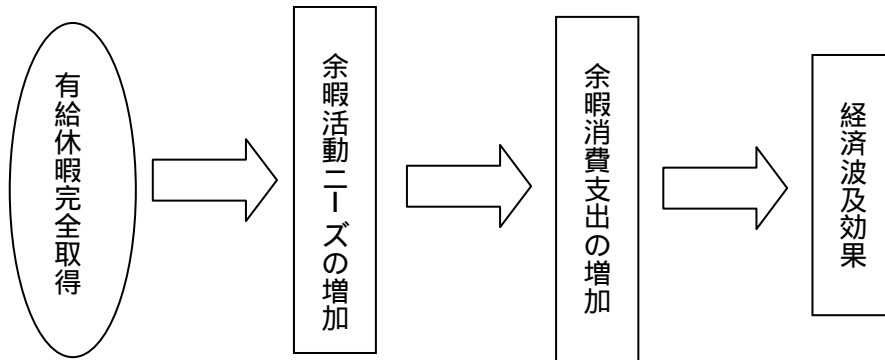 有給休暇完全取得
余暇活動ニーズの増加
余暇消費支出の増加
経済波及効果